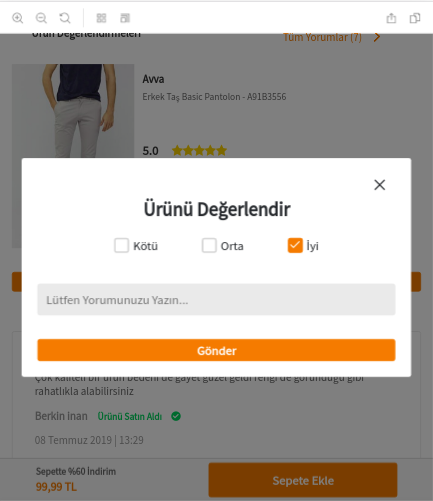 Ürün Değerlendirmeleri
Tüm Yorumlar (7)
Avva
Erkek Taş Basic Pantolon - A91B3556
5.0
Ürünü Değerlendir
Kötü
Orta
İyi
Lütfen Yorumunuzu Yazın...
Gönder
Çok kaliteli bir ürün bedeni de gayet güzel geldi rengi de göründüğü gibi
rahatlıkla alabilirsiniz
Berkin inan Ürünü Satın Aldı
08 Temmuz 2019 | 13:29
Sepette %60 İndirim
99,99 TL
Sepete Ekle